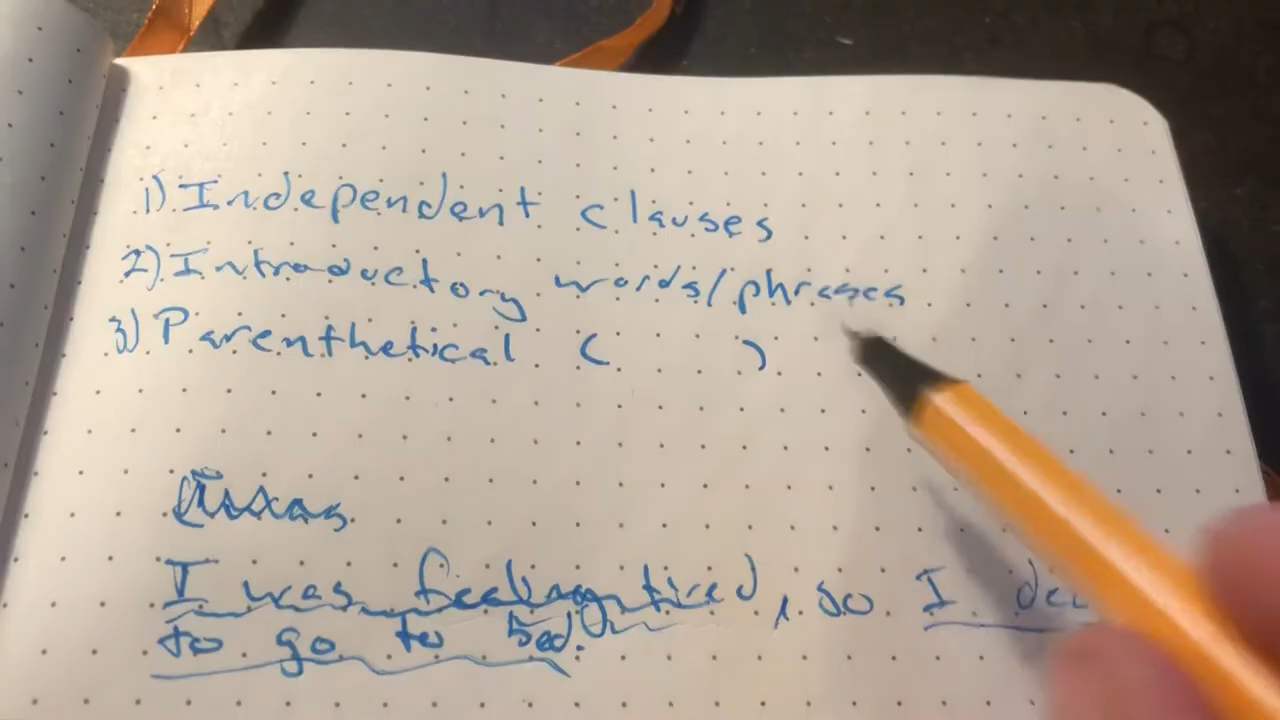 1) Independent clauses
2) Introductory words/phrases
3) Parenthetical ( )
I was feeling tired, so I
to go to bed.